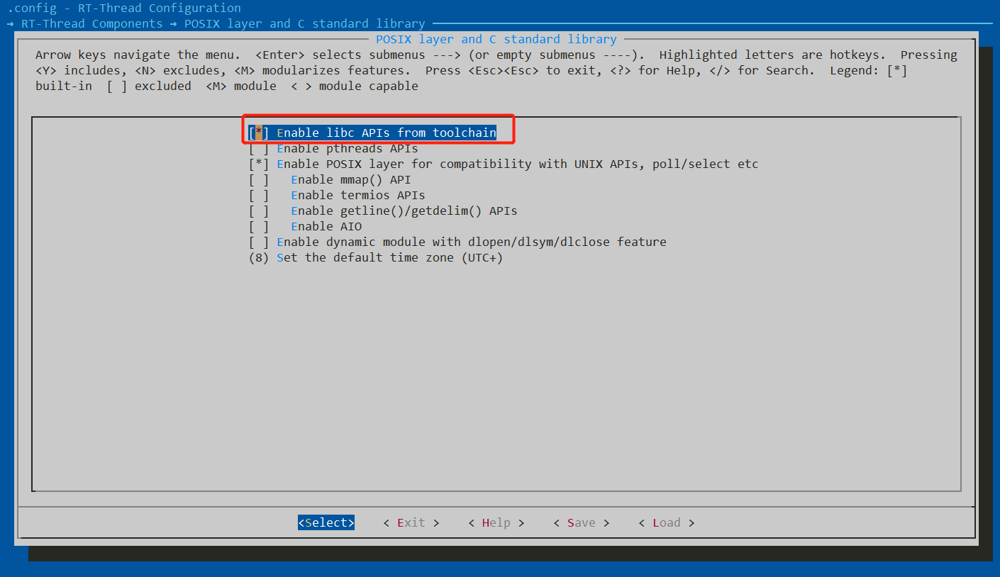 .config - RT-Thread Configuration
→ RT-Thread Components → POSIX layer and C standard library
POSIX layer and C standard library
Arrow keys navigate the menu.  <Enter> selects submenus ---> (or empty submenus ----).  Highlighted letters are hotkeys.  Pressing
<Y> includes, <N> excludes, <M> modularizes features.  Press <Esc><Esc> to exit, <?> for Help, </> for Search.  Legend: [*]
built-in  [ ] excluded  <M> module  < > module capable
[*] Enable libc APIs from toolchain
[ ] Enable pthreads APIs
[*] Enable POSIX layer for compatibility with UNIX APIs, poll/select etc
[ ]   Enable mmap() API
[ ]   Enable termios APIs
[ ]   Enable getline()/getdelim() APIs
[ ]   Enable AIO
[ ] Enable dynamic module with dlopen/dlsym/dlclose feature
(8) Set the default time zone (UTC+)
<Select>    < Exit >    < Help >    < Save >    < Load >